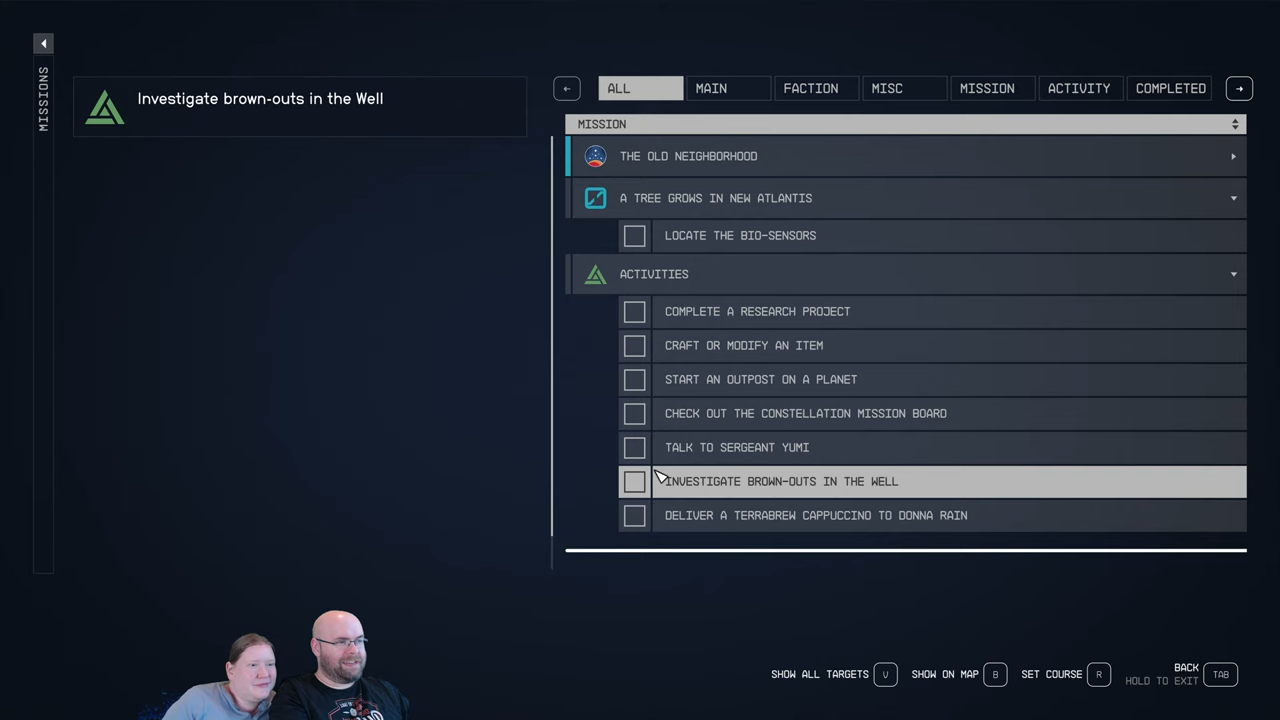 MISSIONS
Investigate brown-outs in the Well
ALL
MAIN
FACTION
MISC
MISSION
ACTIVITY
COMPLETED
MISSION
THE OLD NEIGHBORHOOD
A TREE GROWS IN NEW ATLANTIS
LOCATE THE BIO-SENSORS
ACTIVITIES
COMPLETE A RESEARCH PROJECT
CRAFT OR MODIFY AN ITEM
START AN OUTPOST ON A PLANET
CHECK OUT THE CONSTELLATION MISSION BOARD
TALK TO SERGEANT YUMI
INVESTIGATE BROWN-OUTS IN THE WELL
DELIVER A TERRABREW CAPPUCCINO TO DONNA RAIN
SHOW ALL TARGETS V
SHOW ON MAP B
SET COURSE R
BACK
HOLD TO EXIT
TAB